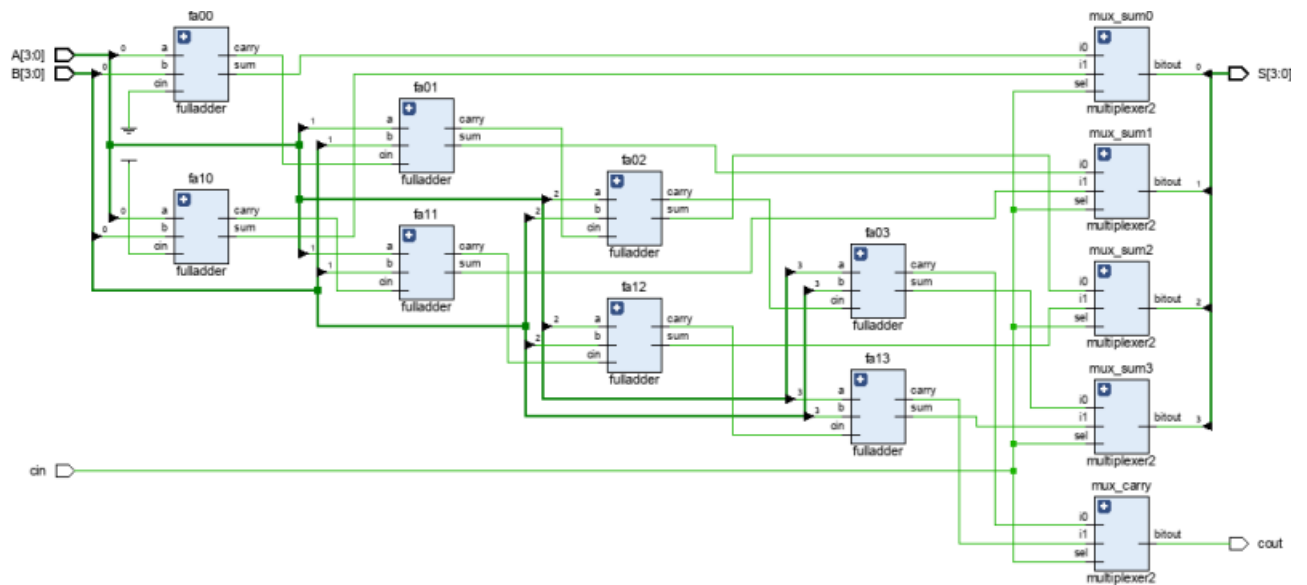 A[3:0]
B[3:0]
fa00
0
0
a
b
cin
carry
sum
fulladder
fa10
0
0
a
b
cin
carry
sum
fulladder
fa01
1
1
a
b
cin
carry
sum
fulladder
fa11
1
1
a
b
cin
carry
sum
fulladder
fa02
2
2
a
b
cin
carry
sum
fulladder
fa12
2
2
a
b
cin
carry
sum
fulladder
fa03
3
3
a
b
cin
carry
sum
fulladder
fa13
3
3
a
b
cin
carry
sum
fulladder
mux_sum0
i0
i1
sel
bitout
0
multiplexer2
mux_sum1
i0
i1
sel
bitout
1
multiplexer2
mux_sum2
i0
i1
sel
bitout
2
multiplexer2
mux_sum3
i0
i1
sel
bitout
3
multiplexer2
mux_carry
i0
i1
sel
bitout
multiplexer2
S[3:0]
cin
cout